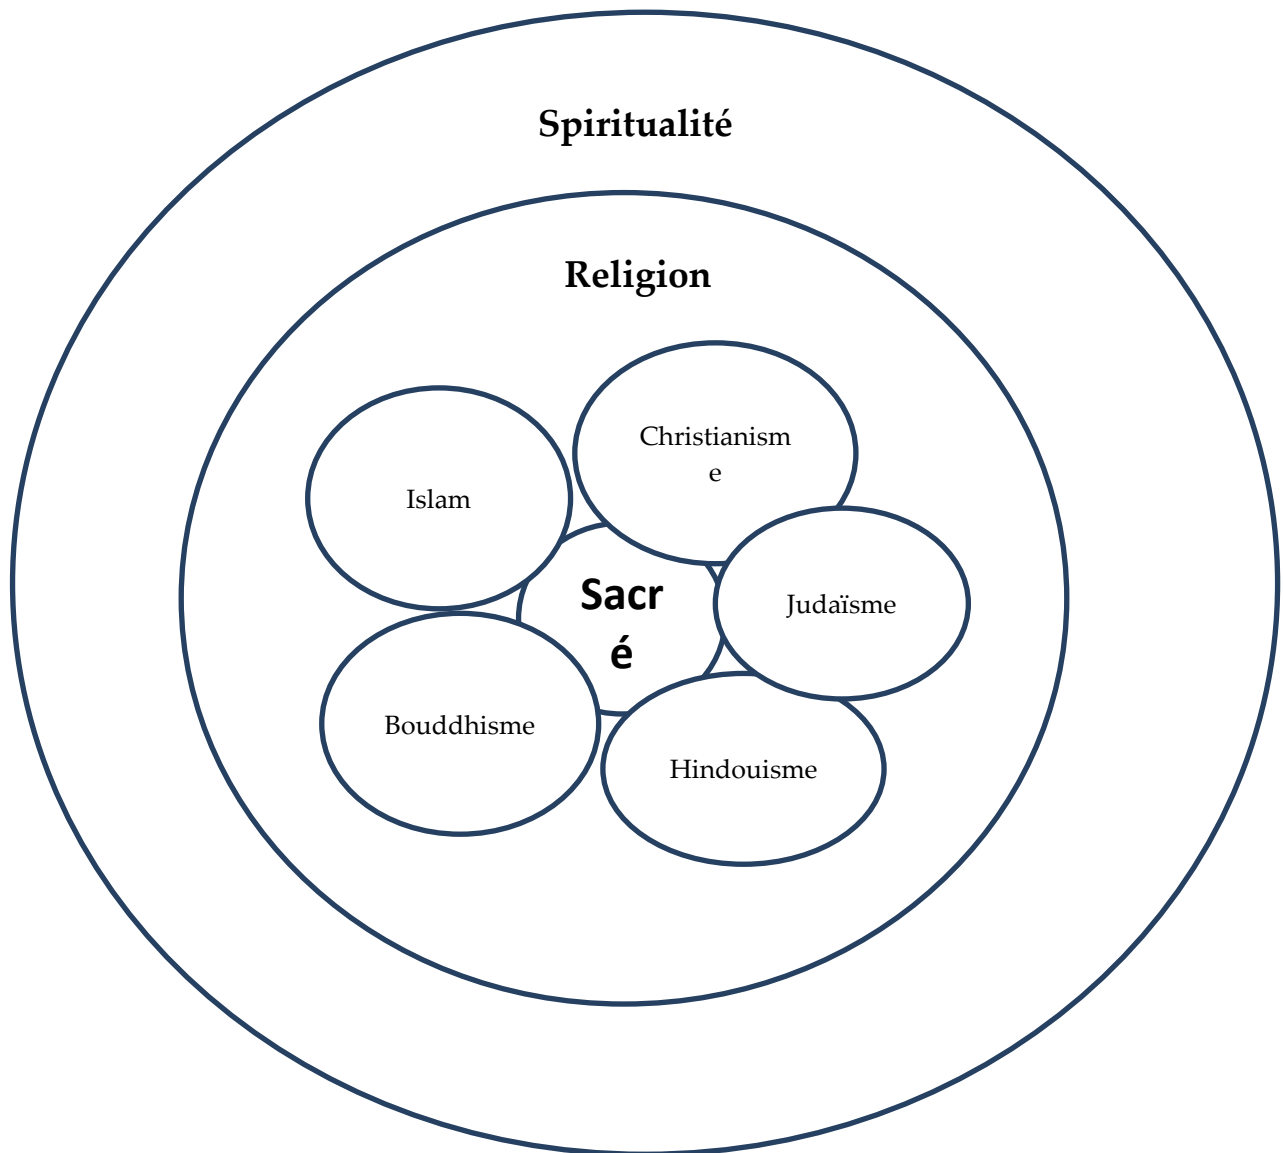 Spiritualité
Religion
Christianism
e
Islam
Sacr
é
Judaïsme
Bouddhisme
Hindouisme